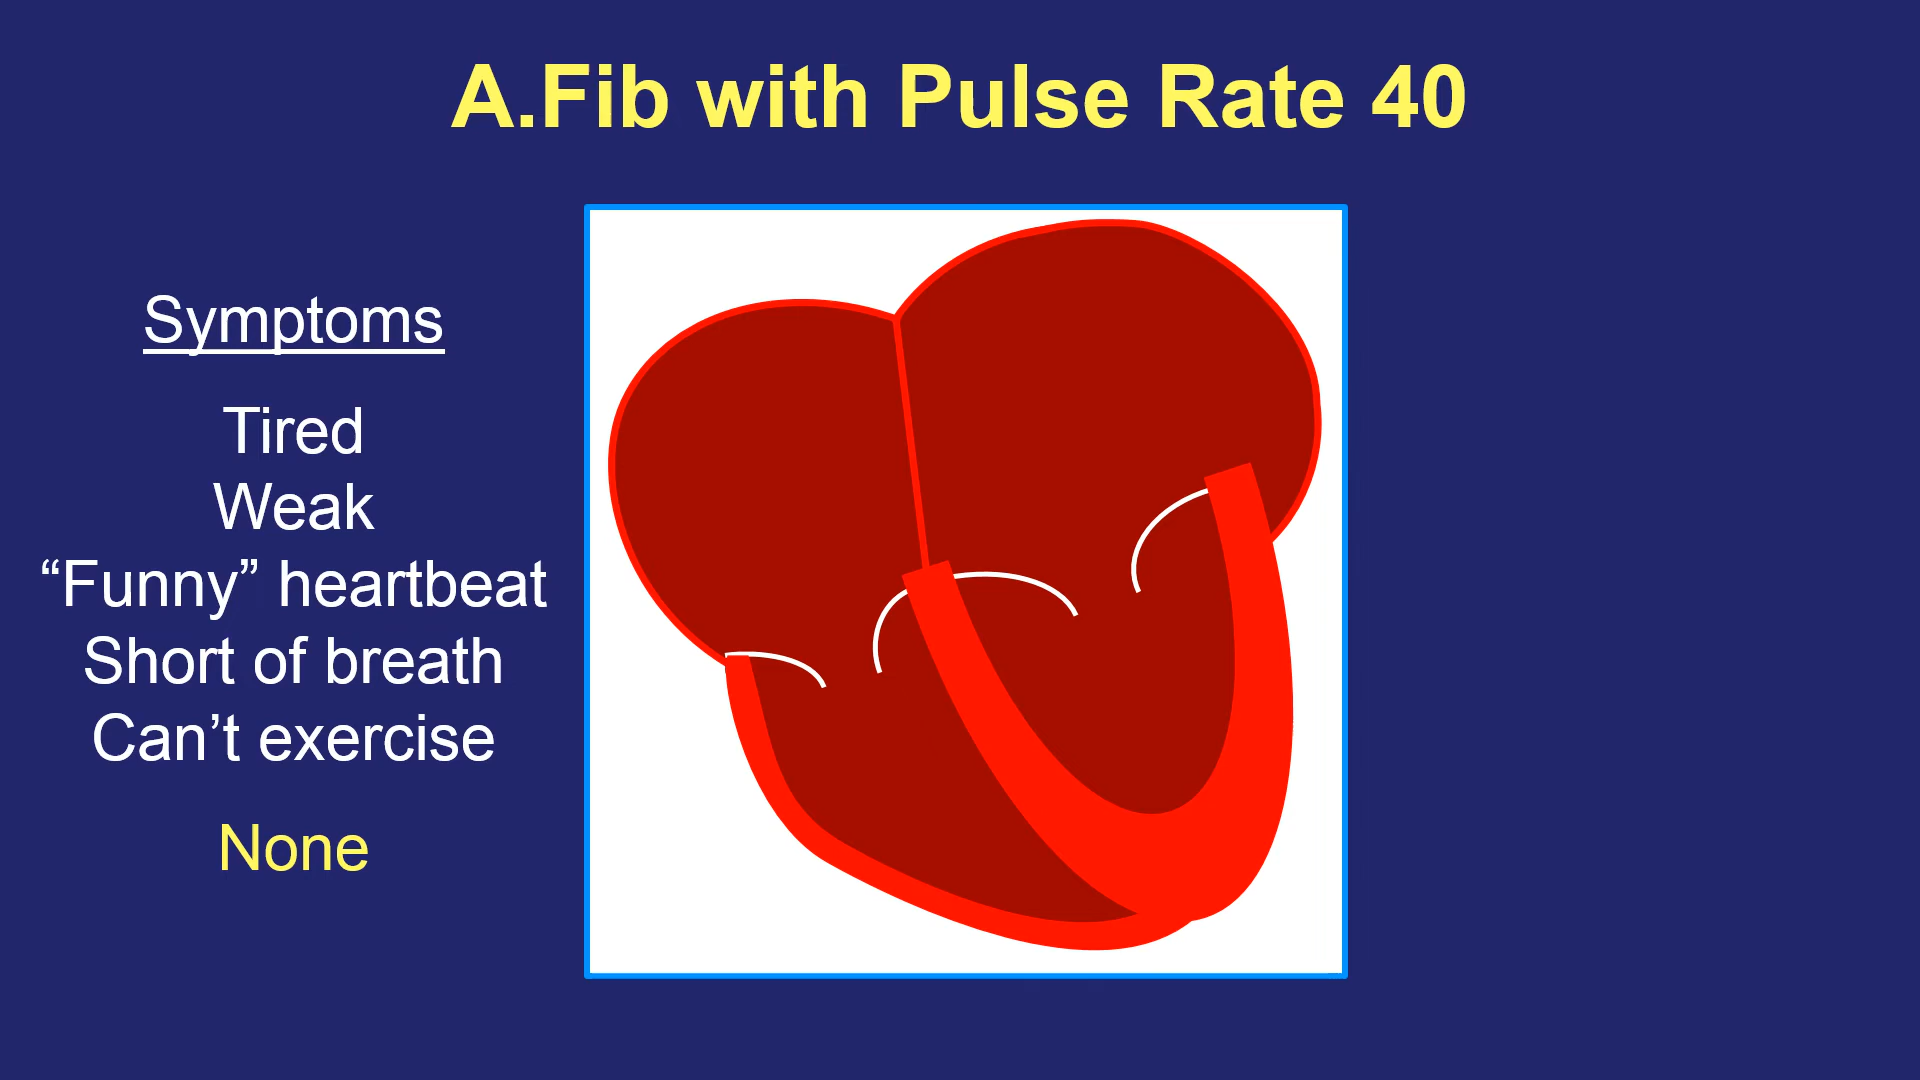 A.Fib with Pulse Rate 40
Symptoms
Tired
Weak
“Funny” heartbeat
Short of breath
Can’t exercise
None